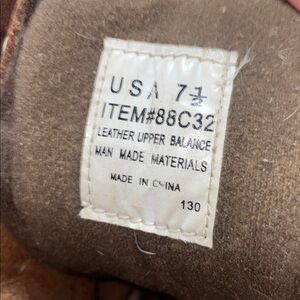 USA 7½
ITEM#88C32
LEATHER UPPER BALANCE
MAN MADE MATERIALS
MADE IN CHINA
130